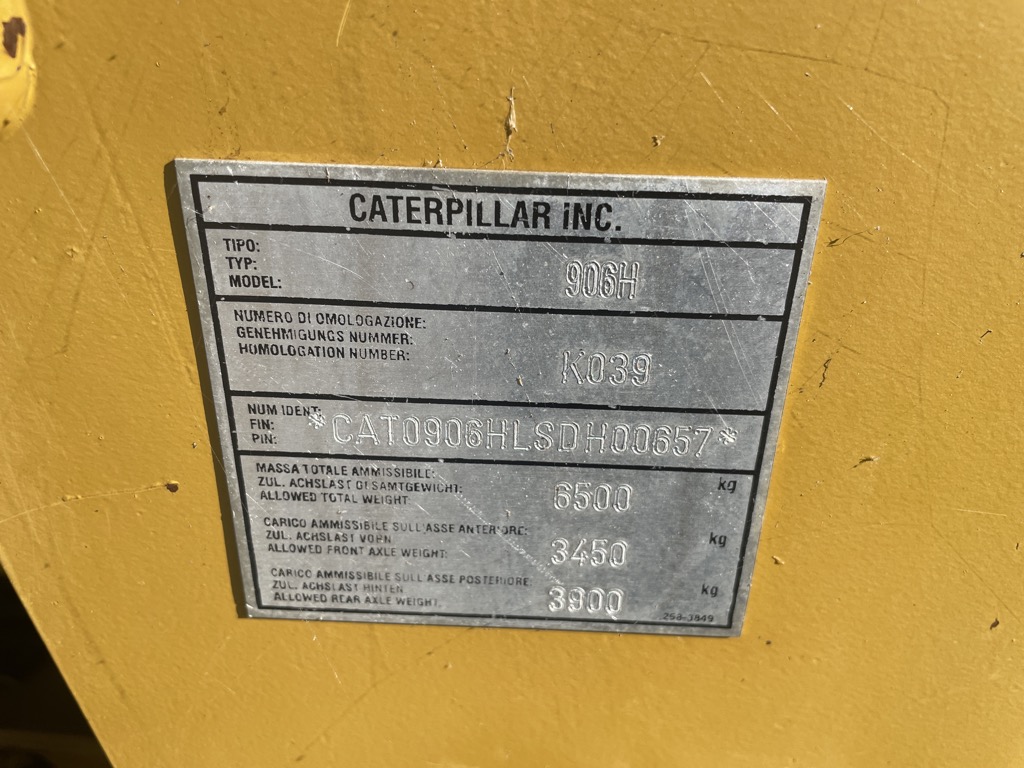 CATERPILLAR iNC.
TIPO:
TYP:
MODEL:
906H
NUMERO DI OMOLOGAZIONE:
GENEHMIGUNGS NUMMER:
HOMOLOGATION NUMBER:
K039
NUM IDENT:
FIN:
PIN:
*CAT0906HLSDH00657*
MASSA TOTALE AMMISSIBILE:
ZUL. ACHSLAST GESAMTGEWICHT:
ALLOWED TOTAL WEIGHT:
6500 kg
CARICO AMMISSIBILE SULL'ASSE ANTERIORE:
ZUL. ACHSLAST VORN
ALLOWED FRONT AXLE WEIGHT:
3450 kg
CARICO AMMISSIBILE SULL'ASSE POSTERIORE:
ZUL. ACHSLAST HINTEN
ALLOWED REAR AXLE WEIGHT
3900 kg
258-3849